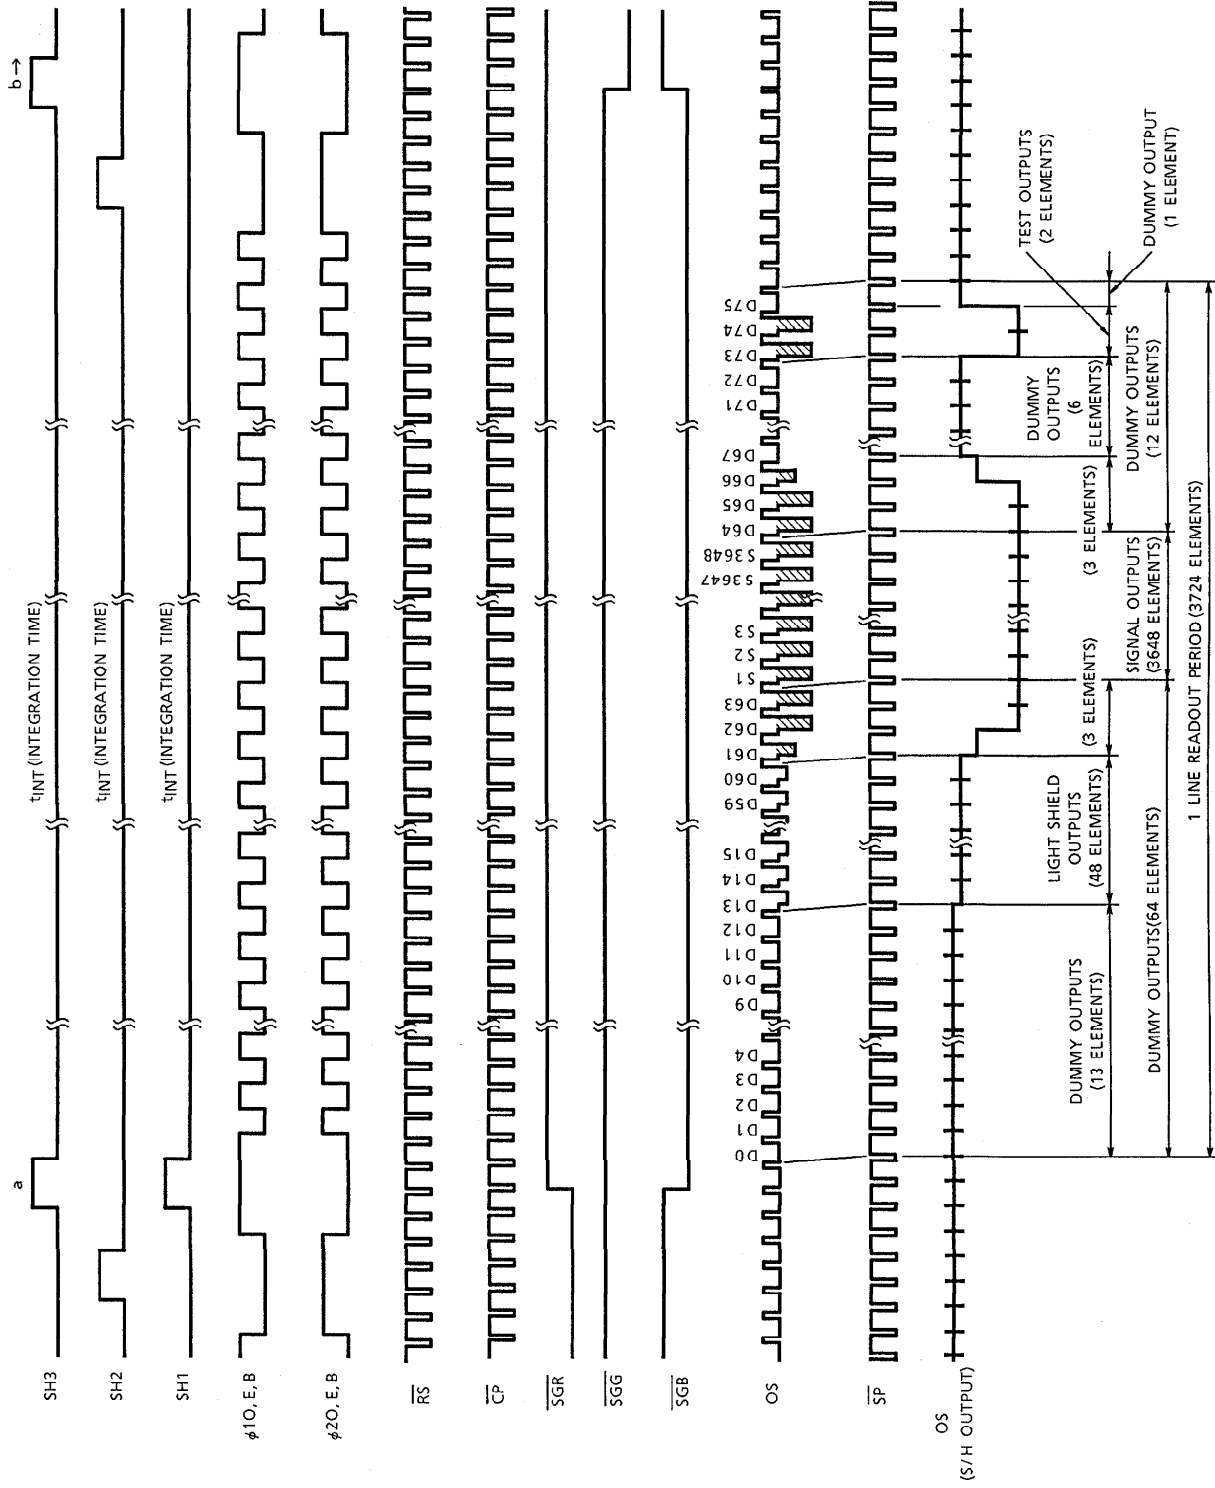 a
b →
SH3
tINT (INTEGRATION TIME)
SH2
tINT (INTEGRATION TIME)
SH1
tINT (INTEGRATION TIME)
ϕ1O, E, B
ϕ2O, E, B
RS
CP
SGR
SGG
SGB
OS
D0
D1
D2
D3
D4
D9
D10
D11
D12
D13
D14
D15
D59
D60
D61
D62
D63
S1
S2
S3
S3647
S3648
D64
D65
D66
D67
D71
D72
D73
D74
D75
SP
OS
(S/H OUTPUT)
DUMMY OUTPUTS
(13 ELEMENTS)
LIGHT SHIELD
OUTPUTS
(48 ELEMENTS)
(3 ELEMENTS)
(3 ELEMENTS)
DUMMY
OUTPUTS
(6
ELEMENTS)
TEST OUTPUTS
(2 ELEMENTS)
DUMMY OUTPUT
(1 ELEMENT)
DUMMY OUTPUTS(64 ELEMENTS)
SIGNAL OUTPUTS
(3648 ELEMENTS)
DUMMY OUTPUTS
(12 ELEMENTS)
1 LINE READOUT PERIOD (3724 ELEMENTS)